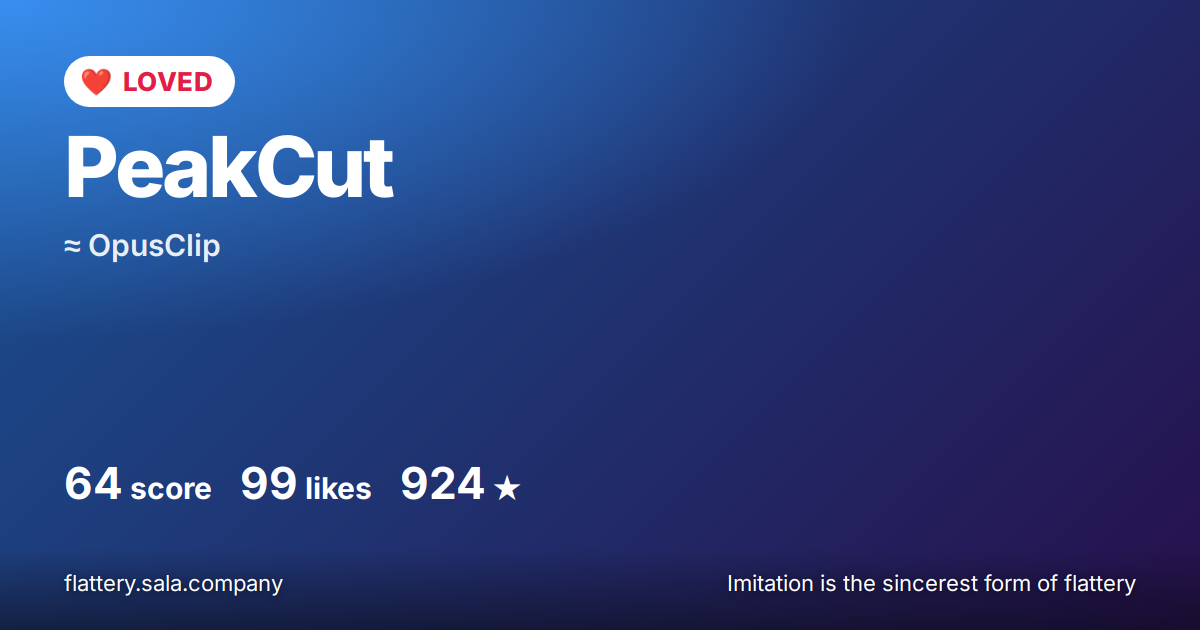 ❤️ LOVED
PeakCut
≈ OpusClip
64 score 99 likes 924 ★
flattery.sala.company
Imitation is the sincerest form of flattery